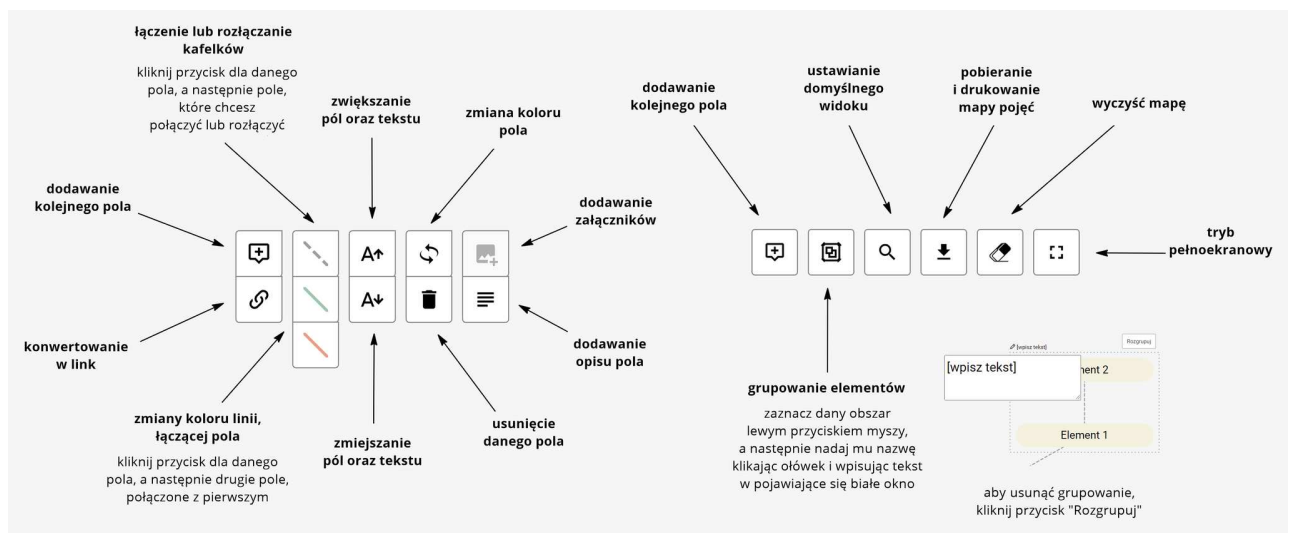 łączenie lub rozłączanie
kafelków
kliknij przycisk dla danego
pola, a następnie pole,
które chcesz
połączyć lub rozłączyć
zwiększanie
pól oraz tekstu
zmiana koloru
pola
dodawanie
kolejnego pola
dodawanie
załączników
konwertowanie
w link
dodawanie
opisu pola
zmiany koloru linii,
łączącej pola
kliknij przycisk dla danego
pola, a następnie drugie pole,
połączone z pierwszym
zmiejszanie
pól oraz tekstu
usunięcie
danego pola
A
A
dodawanie
kolejnego pola
ustawianie
domyślnego
widoku
pobieranie
i drukowanie
mapy pojęć
wyczyść mapę
tryb
pełnoekranowy
grupowanie elementów
zaznacz dany obszar
lewym przyciskiem myszy,
a następnie nadaj mu nazwę
klikając ołówek i wpisując tekst
w pojawiające się białe okno
[wpisz tekst]
Rozgrupuj
[wpisz tekst]
nent 2
Element 1
aby usunąć grupowanie,
kliknij przycisk "Rozgrupuj"